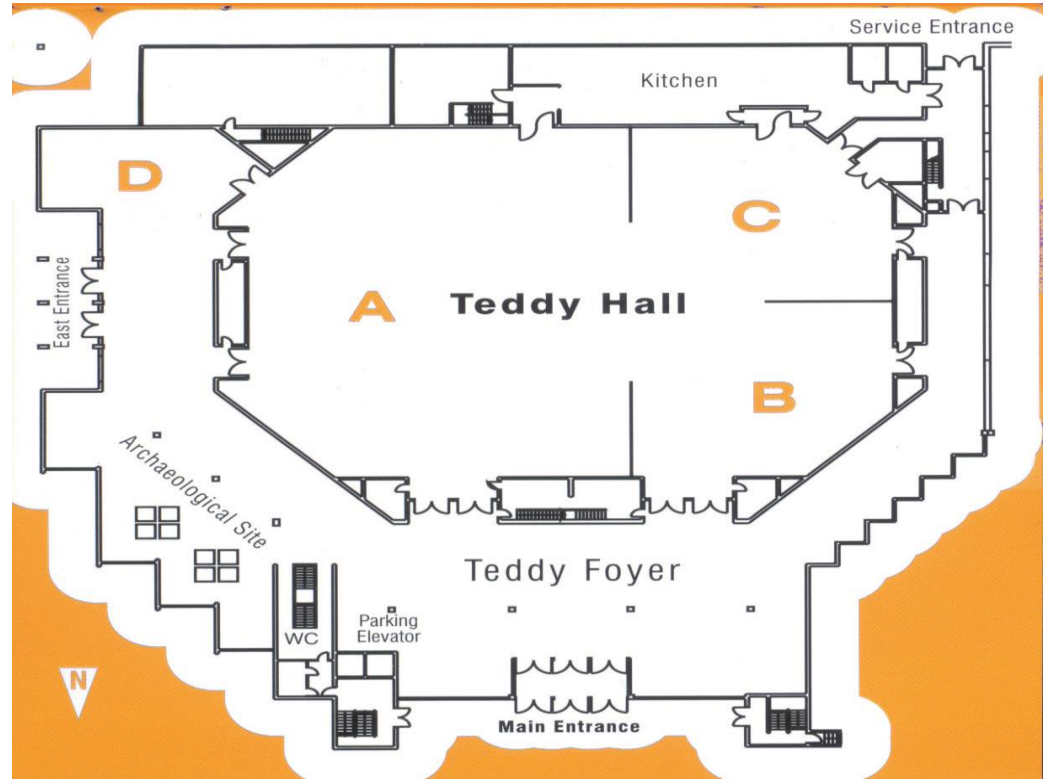 Service Entrance
Kitchen
D
C
East Entrance
A
Teddy Hall
B
Archaeological Site
Teddy Foyer
Parking
Elevator
WC
N
Main Entrance